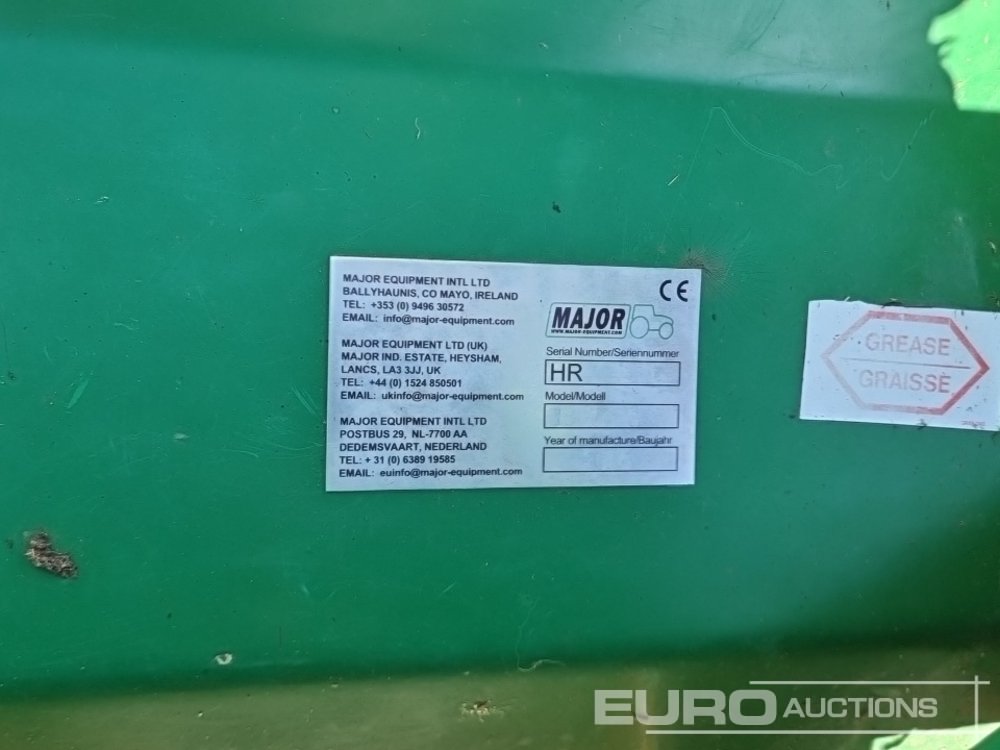 MAJOR EQUIPMENT INTL LTD
BALLYHAUNIS, CO MAYO, IRELAND
TEL: +353 (0) 9496 30572
EMAIL: info@major-equipment.com
MAJOR EQUIPMENT LTD (UK)
MAJOR IND. ESTATE, HEYSHAM,
LANCS, LA3 3JJ, UK
TEL: +44 (0) 1524 850501
EMAIL: ukinfo@major-equipment.com
MAJOR EQUIPMENT INTL LTD
POSTBUS 29, NL-7700 AA
DEDEMSVAART, NEDERLAND
TEL: + 31 (0) 6389 19585
EMAIL: euinfo@major-equipment.com
CE
MAJOR
WWW.MAJOR-EQUIPMENT.COM
Serial Number/Seriennummer
HR
Model/Modell
Year of manufacture/Baujahr
GREASE
GRAISSE
EURO AUCTIONS